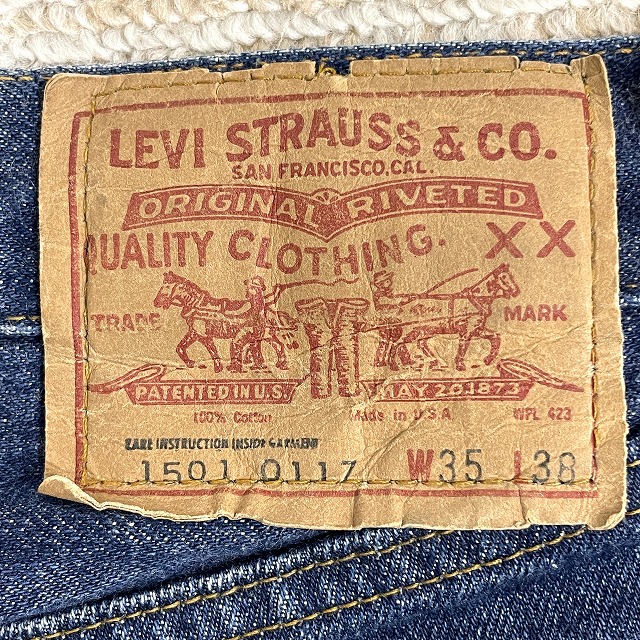 LEVI STRAUSS & CO.
SAN FRANCISCO, CAL.
ORIGINAL RIVETED
QUALITY CLOTHING. XX
TRADE MARK
PATENTED IN U.S. MAY 20 1873
100% Cotton Made in U.S.A WPL 423
CARE INSTRUCTION INSIDE GARMENT
1501 0117 W35 L38